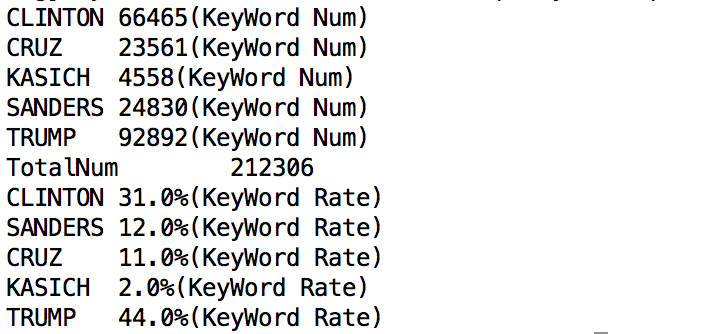 CLINTON 66465(KeyWord Num)
CRUZ 23561(KeyWord Num)
KASICH 4558(KeyWord Num)
SANDERS 24830(KeyWord Num)
TRUMP 92892(KeyWord Num)
TotalNum 212306
CLINTON 31.0%(KeyWord Rate)
SANDERS 12.0%(KeyWord Rate)
CRUZ 11.0%(KeyWord Rate)
KASICH 2.0%(KeyWord Rate)
TRUMP 44.0%(KeyWord Rate)